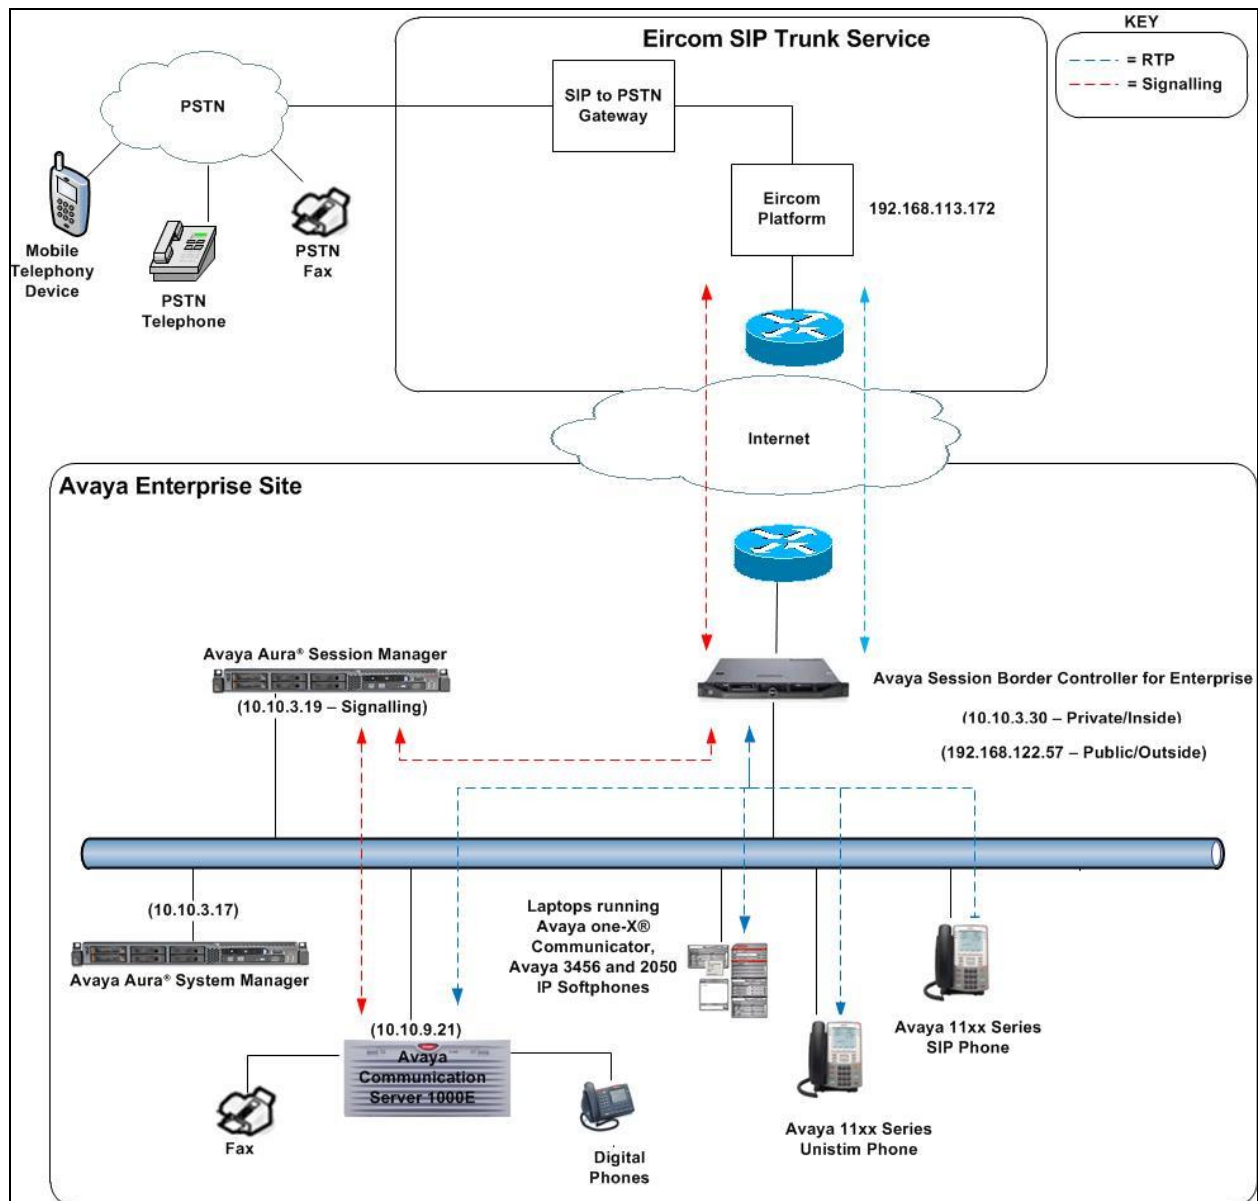 Eircom SIP Trunk Service
KEY
= RTP
= Signalling
PSTN
SIP to PSTN
Gateway
Eircom
Platform
192.168.113.172
Mobile
Telephony
Device
PSTN
Telephone
PSTN
Fax
Internet
Avaya Enterprise Site
Avaya Aura® Session Manager
(10.10.3.19 – Signalling)
Avaya Session Border Controller for Enterprise
(10.10.3.30 – Private/Inside)
(192.168.122.57 – Public/Outside)
(10.10.3.17)
Avaya Aura® System Manager
Laptops running
Avaya one-X®
Communicator,
Avaya 3456 and 2050
IP Softphones
(10.10.9.21)
Avaya
Communication
Server 1000E
Fax
Digital
Phones
Avaya 11xx Series
SIP Phone
Avaya 11xx Series
Unistim Phone